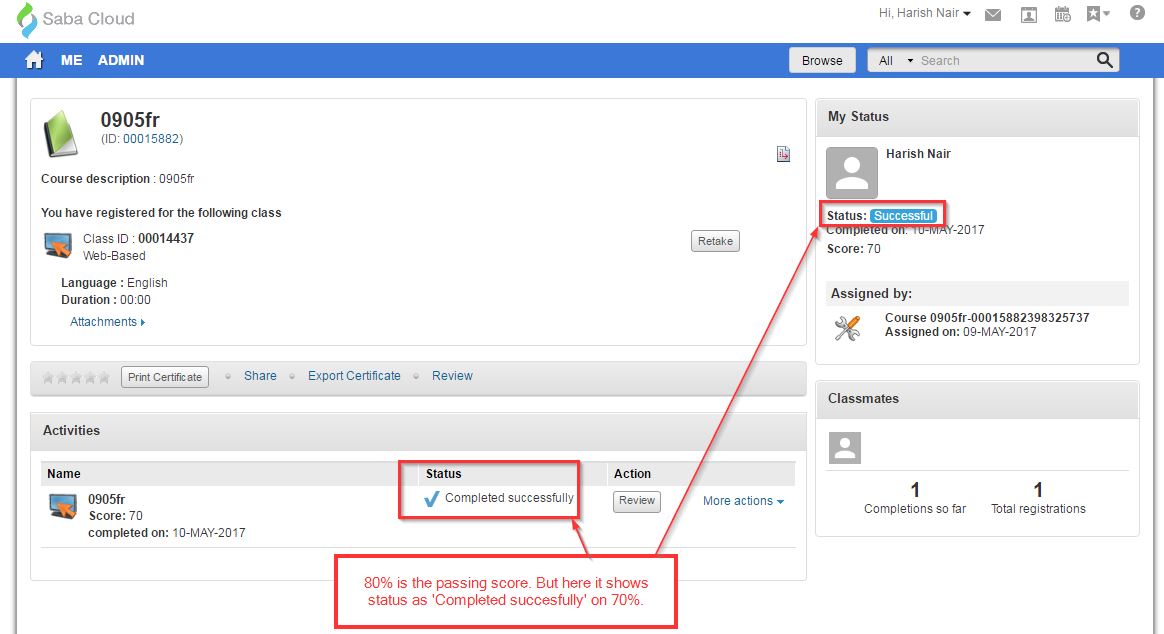 Saba Cloud
Hi, Harish Nair
ME ADMIN
Browse
All Search
0905fr
(ID: 00015882)
Course description : 0905fr
You have registered for the following class
Class ID : 00014437
Web-Based
Retake
Language : English
Duration : 00:00
Attachments
Print Certificate Share Export Certificate Review
Activities
Name Status Action
0905fr
Score: 70
completed on: 10-MAY-2017
Completed successfully
Review
More actions
80% is the passing score. But here it shows
status as 'Completed succesfully' on 70%.
My Status
Harish Nair
Status: Successful
Completed on: 10-MAY-2017
Score: 70
Assigned by:
Course 0905fr-00015882398325737
Assigned on: 09-MAY-2017
Classmates
1 1
Completions so far Total registrations